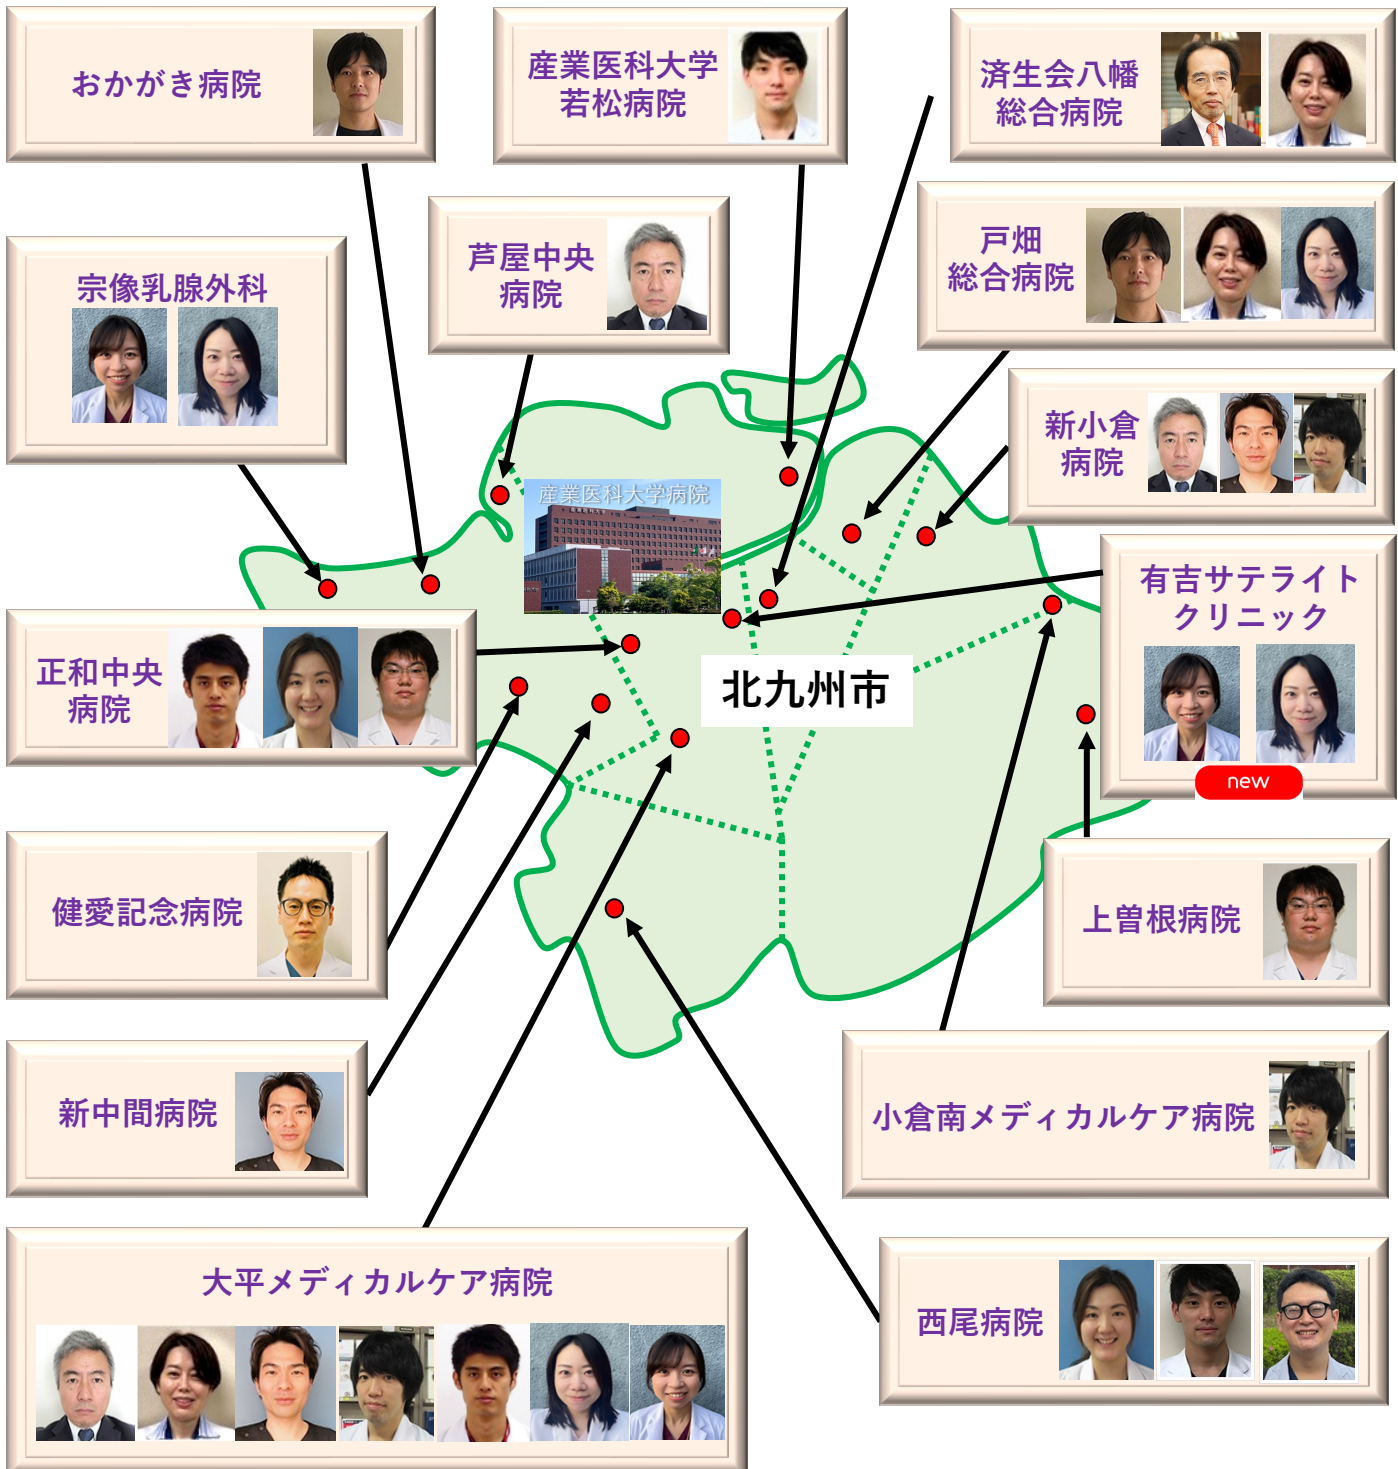 おかがき病院
産業医科大学
若松病院
済生会八幡
総合病院
芦屋中央
病院
戸畑
総合病院
宗像乳腺外科
新小倉
病院
産業医科大学病院
有吉サテライト
クリニック
new
正和中央
病院
北九州市
健愛記念病院
上曽根病院
新中間病院
小倉南メディカルケア病院
大平メディカルケア病院
西尾病院